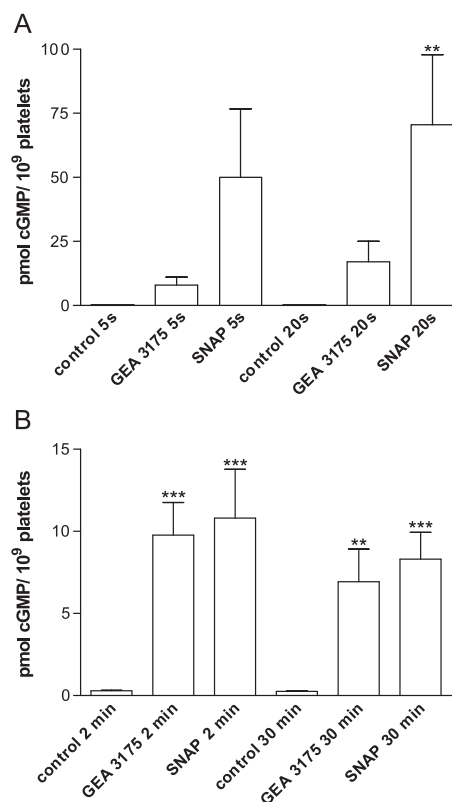 A
pmol cGMP/ 10⁹ platelets
100
75
50
25
0
**
control 5s
GEA 3175 5s
SNAP 5s
control 20s
GEA 3175 20s
SNAP 20s
B
pmol cGMP/ 10⁹ platelets
15
10
5
0
***
***
**
***
control 2 min
GEA 3175 2 min
SNAP 2 min
control 30 min
GEA 3175 30 min
SNAP 30 min